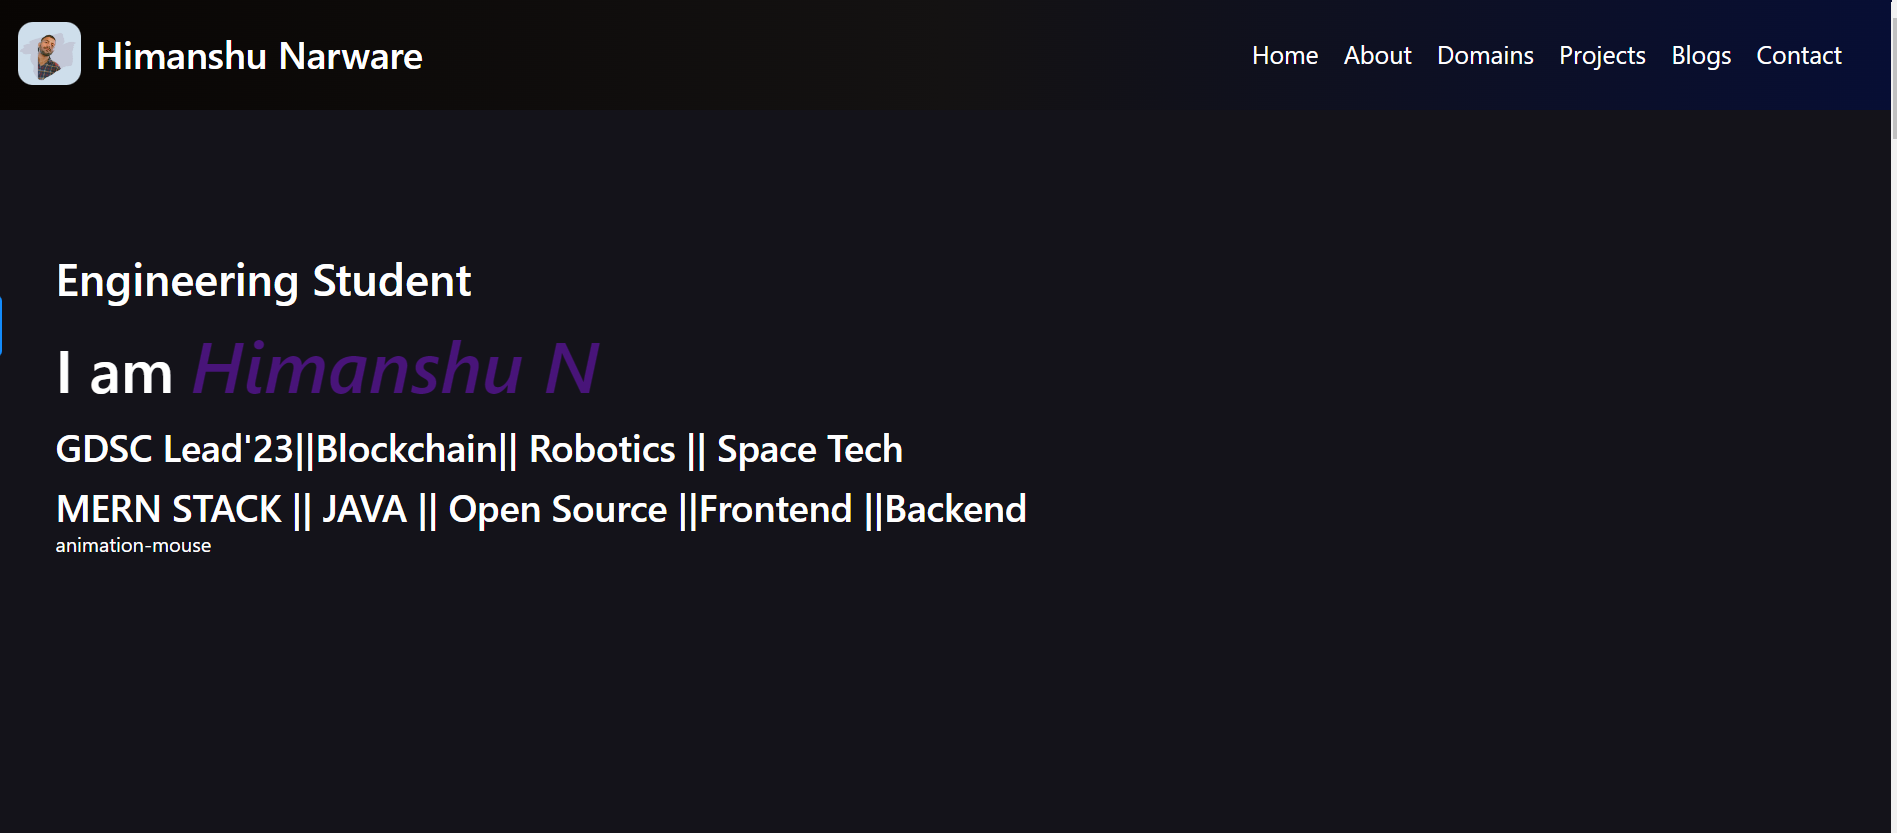 Himanshu Narware
Home About Domains Projects Blogs Contact
Engineering Student
I am Himanshu N
GDSC Lead'23||Blockchain|| Robotics || Space Tech
MERN STACK || JAVA || Open Source ||Frontend ||Backend
animation-mouse